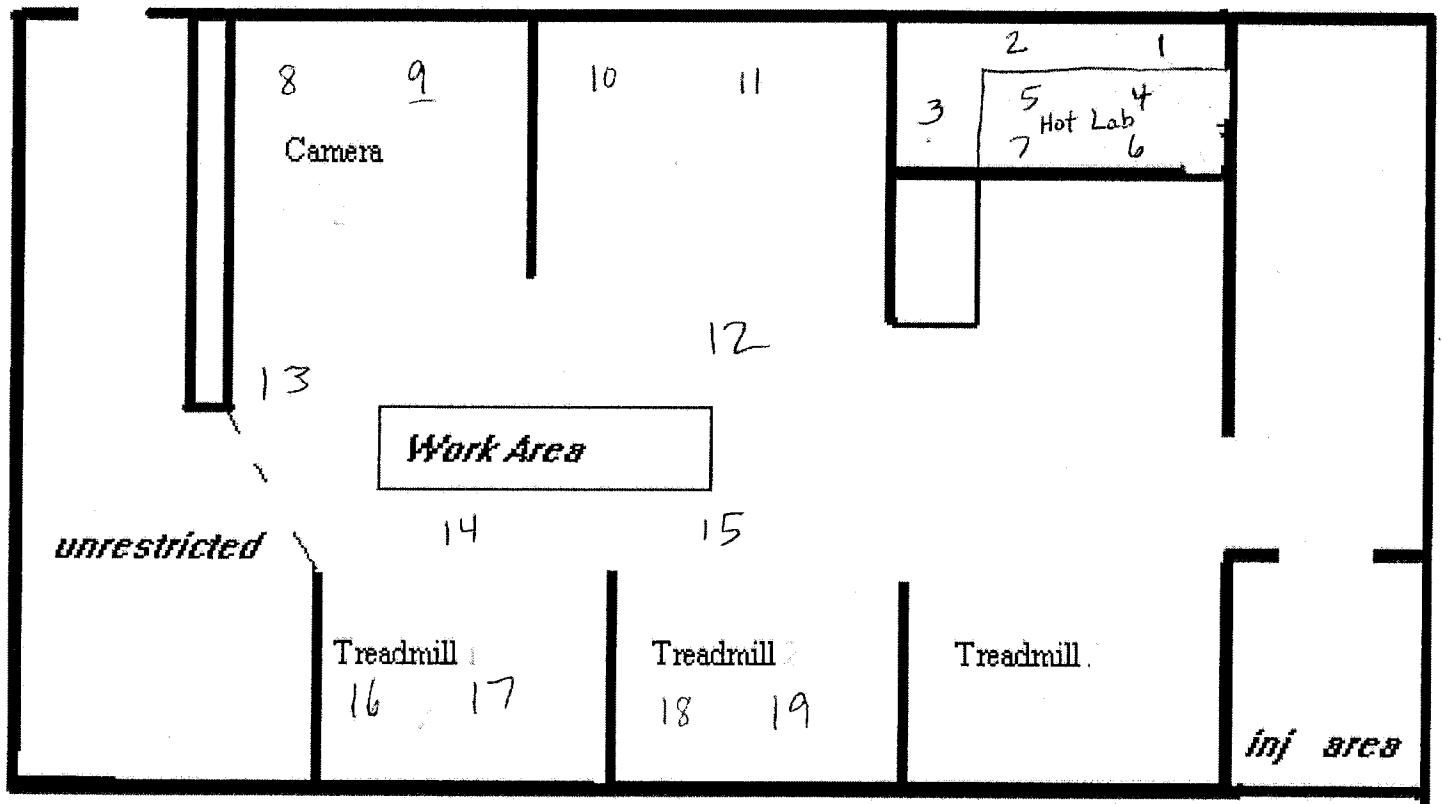 2 1
8 9 10 11
3 5 4
Hot Lab
7 6
Camera
12
13
Work Area
14 15
unrestricted
Treadmill Treadmill Treadmill
16 17 18 19
inj area